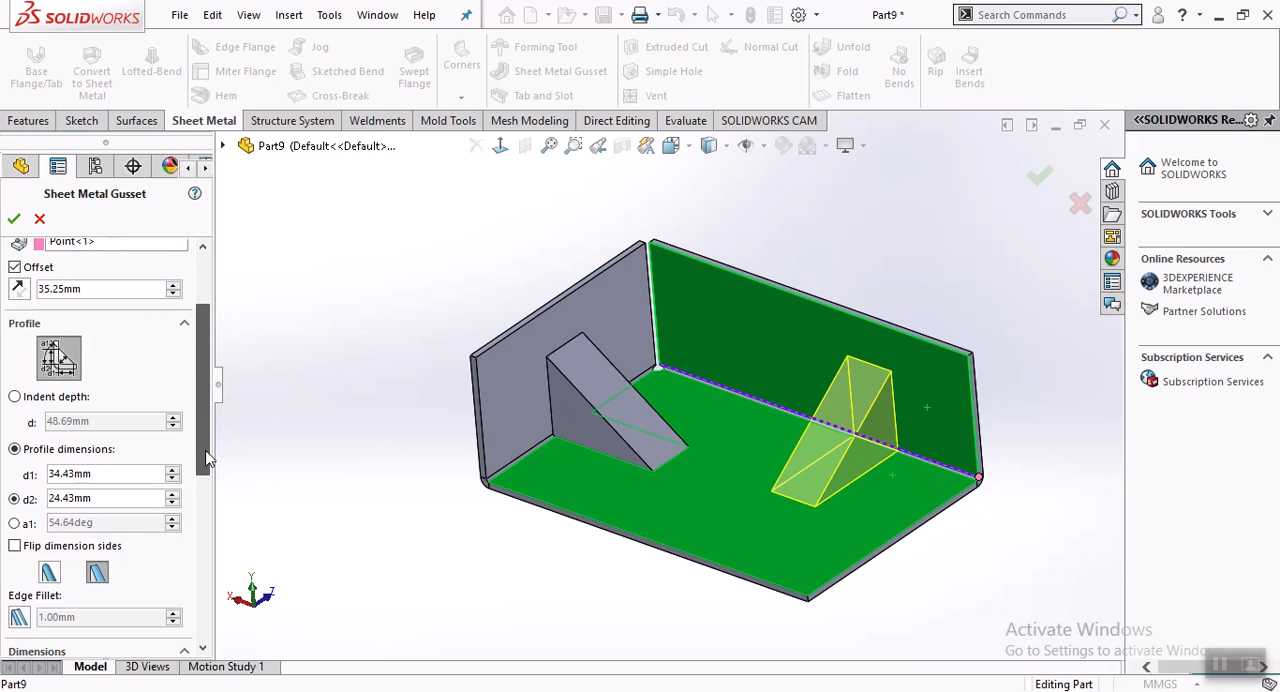 SOLIDWORKS File Edit View Insert Tools Window Help Part9 * Search Commands
Base Flange/Tab
Convert to Sheet Metal
Lofted-Bend
Edge Flange
Miter Flange
Hem
Jog
Sketched Bend
Cross-Break
Swept Flange
Corners
Forming Tool
Sheet Metal Gusset
Tab and Slot
Extruded Cut
Simple Hole
Vent
Normal Cut
Unfold
Fold
Flatten
No Bends
Rip
Insert Bends
Features Sketch Surfaces Sheet Metal Structure System Weldments Mold Tools Mesh Modeling Direct Editing Evaluate SOLIDWORKS CAM
Part9 (Default<<Default>...
Sheet Metal Gusset
Point<1>
Offset
35.25mm
Profile
Indent depth:
d: 48.69mm
Profile dimensions:
d1: 34.43mm
d2: 24.43mm
a1: 54.64deg
Flip dimension sides
Edge Fillet:
1.00mm
Dimensions
Y
X
Z
«SOLIDWORKS Re...
Welcome to
SOLIDWORKS
SOLIDWORKS Tools
Online Resources
3DEXPERIENCE
Marketplace
Partner Solutions
Subscription Services
Subscription Services
Activate Windows
Go to Settings to activate
Model 3D Views Motion Study 1
Part9 Editing Part MMGS